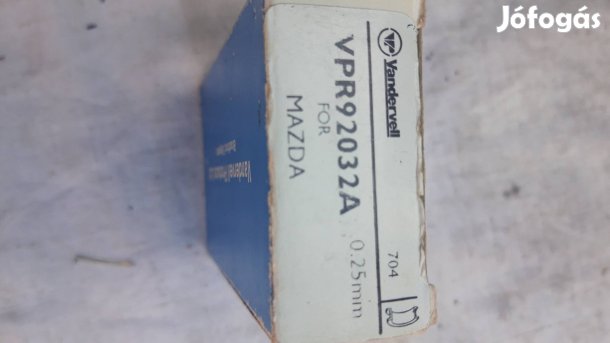 Jófogás
Vandervell
704
VPR92032A 0.25mm
FOR
MAZDA